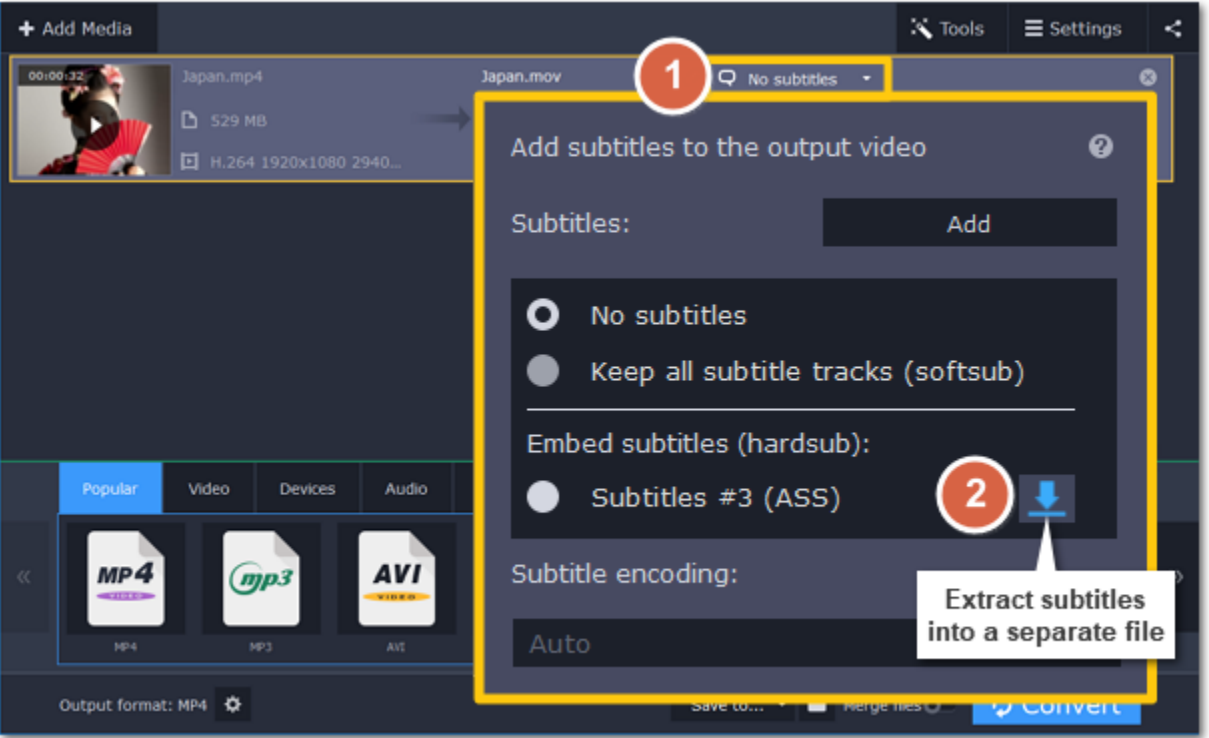 + Add Media
Tools
Settings
00:00:32
Japan.mp4
Japan.mov
1
No subtitles
529 MB
H.264 1920x1080 2940...
Add subtitles to the output video
?
Subtitles:
Add
No subtitles
Keep all subtitle tracks (softsub)
Embed subtitles (hardsub):
Subtitles #3 (ASS)
2
Extract subtitles
into a separate file
Subtitle encoding:
Auto
Popular
Video
Devices
Audio
MP4
VIDEO
mp3
AVI
VIDEO
«
»
MP4
MP3
AVI
Output format: MP4
Save to...
Merge files
Convert